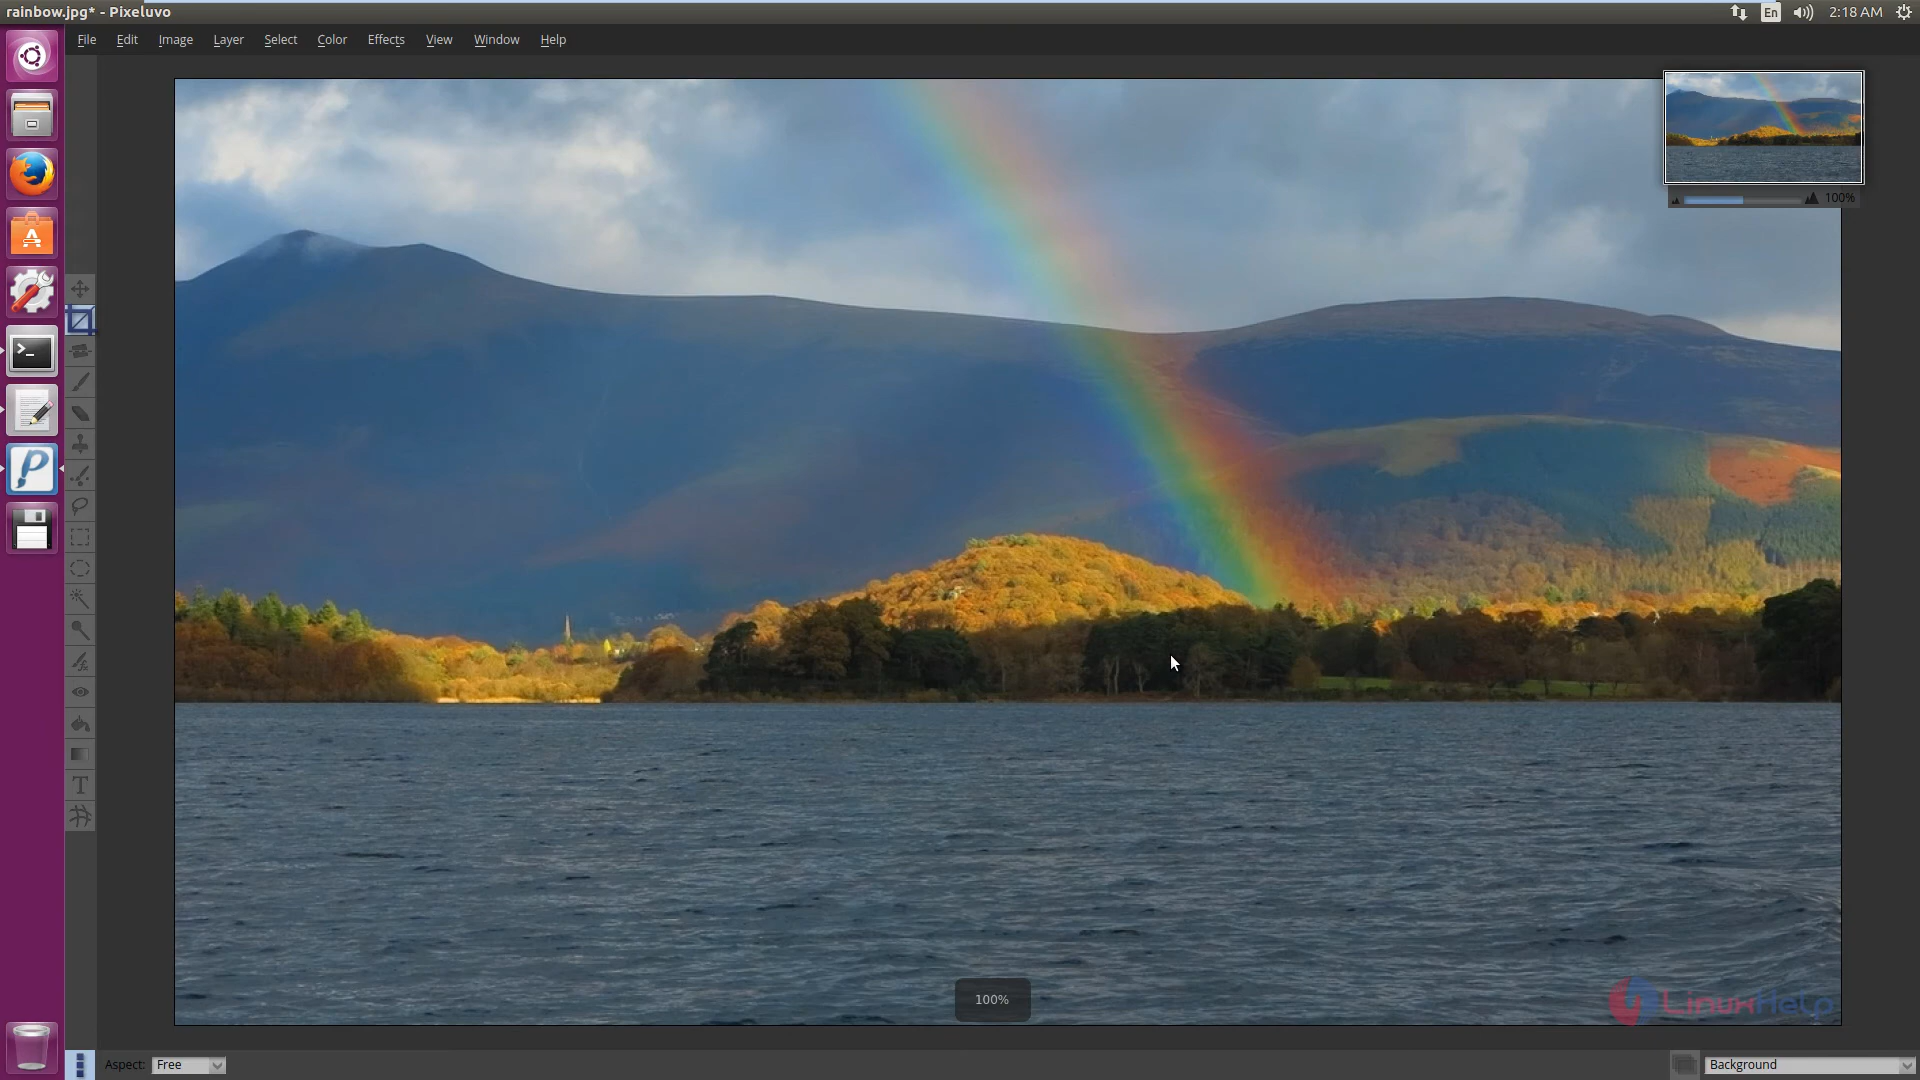 rainbow.jpg* - Pixeluvo
En
2:18 AM
File Edit Image Layer Select Color Effects View Window Help
100%
100%
LinuxHelp
Aspect: Free
Background